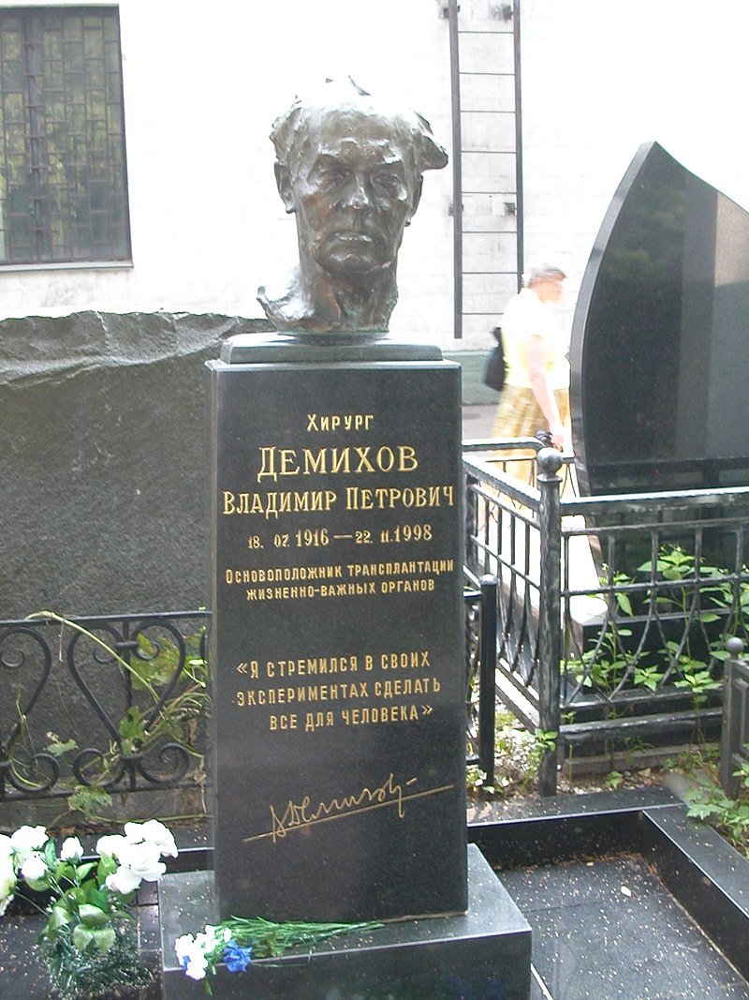 Хирург
ДЕМИХОВ
Владимир Петрович
18. 07. 1916 — 22. 11. 1998
Основоположник трансплантации
жизненно-важных органов
«Я стремился в своих
экспериментах сделать
все для человека»
ВДемихов